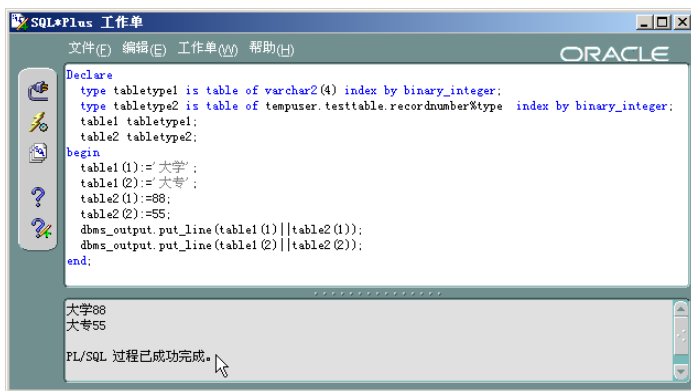 SQL*Plus 工作单
文件(F) 编辑(E) 工作单(W) 帮助(H)
ORACLE
Declare
type tabletype1 is table of varchar2(4) index by binary_integer;
type tabletype2 is table of tempuser.testtable.recordnumber%type index by binary_integer;
table1 tabletype1;
table2 tabletype2;
begin
table1(1):='大学';
table1(2):='大专';
table2(1):=88;
table2(2):=55;
dbms_output.put_line(table1(1)||table2(1));
dbms_output.put_line(table1(2)||table2(2));
end;
大学88
大专55
PL/SQL 过程已成功完成。